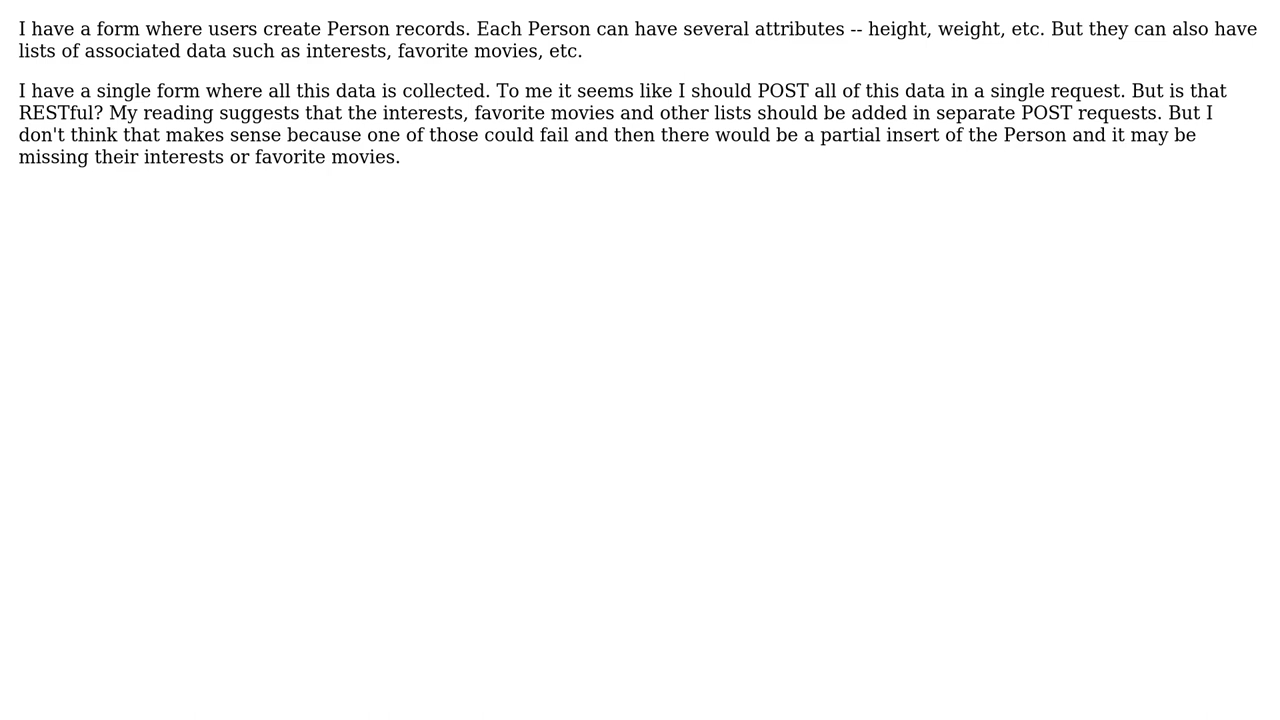 I have a form where users create Person records. Each Person can have several attributes -- height, weight, etc. But they can also have
lists of associated data such as interests, favorite movies, etc.
I have a single form where all this data is collected. To me it seems like I should POST all of this data in a single request. But is that
RESTful? My reading suggests that the interests, favorite movies and other lists should be added in separate POST requests. But I
don't think that makes sense because one of those could fail and then there would be a partial insert of the Person and it may be
missing their interests or favorite movies.